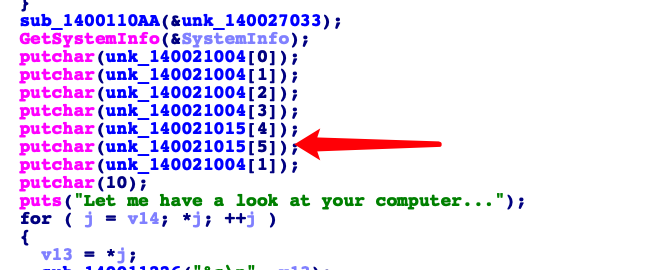 }
sub_1400110AA(&unk_140027033);
GetSystemInfo(&SystemInfo);
putchar(unk_140021004[0]);
putchar(unk_140021004[1]);
putchar(unk_140021004[2]);
putchar(unk_140021004[3]);
putchar(unk_140021015[4]);
putchar(unk_140021015[5]);
putchar(unk_140021004[1]);
putchar(10);
puts("Let me have a look at your computer...");
for ( j = v14; *j; ++j )
{
v13 = *j;
sub_140011226("%s\n", v13);